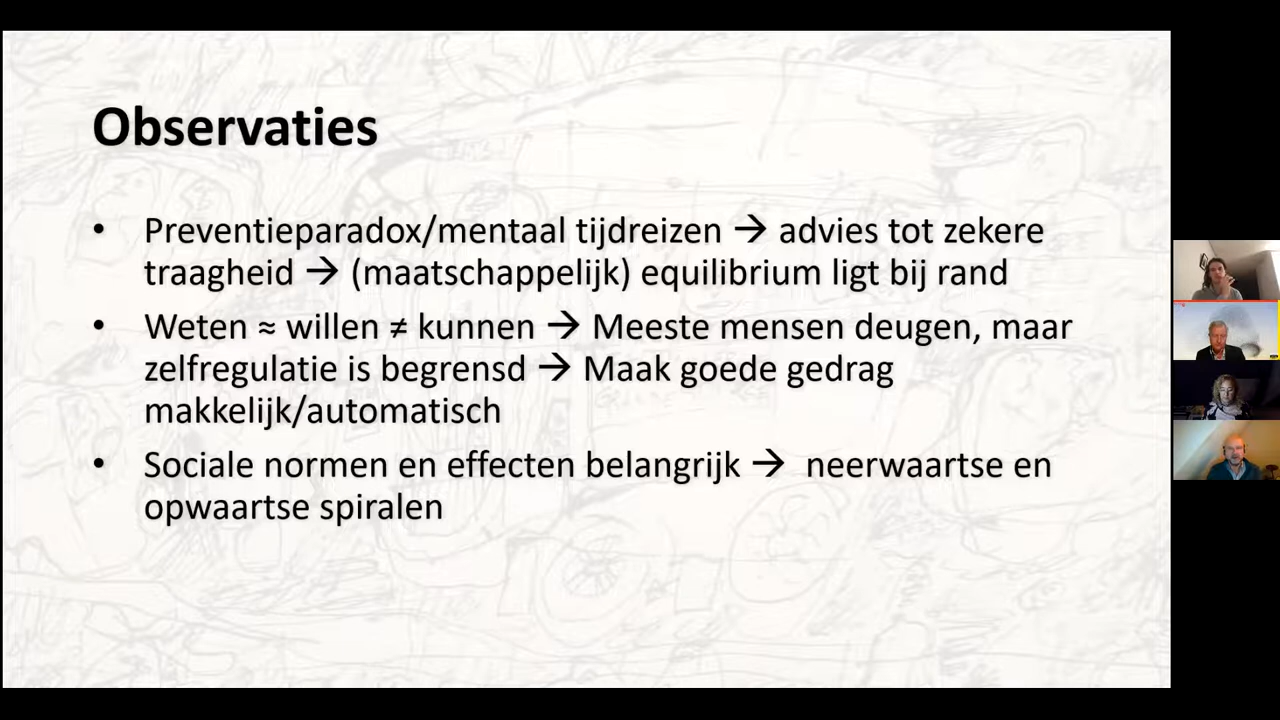 Observaties
• Preventieparadox/mentaal tijdreizen → advies tot zekere
traagheid → (maatschappelijk) equilibrium ligt bij rand
• Weten ≈ willen ≠ kunnen → Meeste mensen deugen, maar
zelfregulatie is begrensd → Maak goede gedrag
makkelijk/automatisch
• Sociale normen en effecten belangrijk → neerwaartse en
opwaartse spiralen